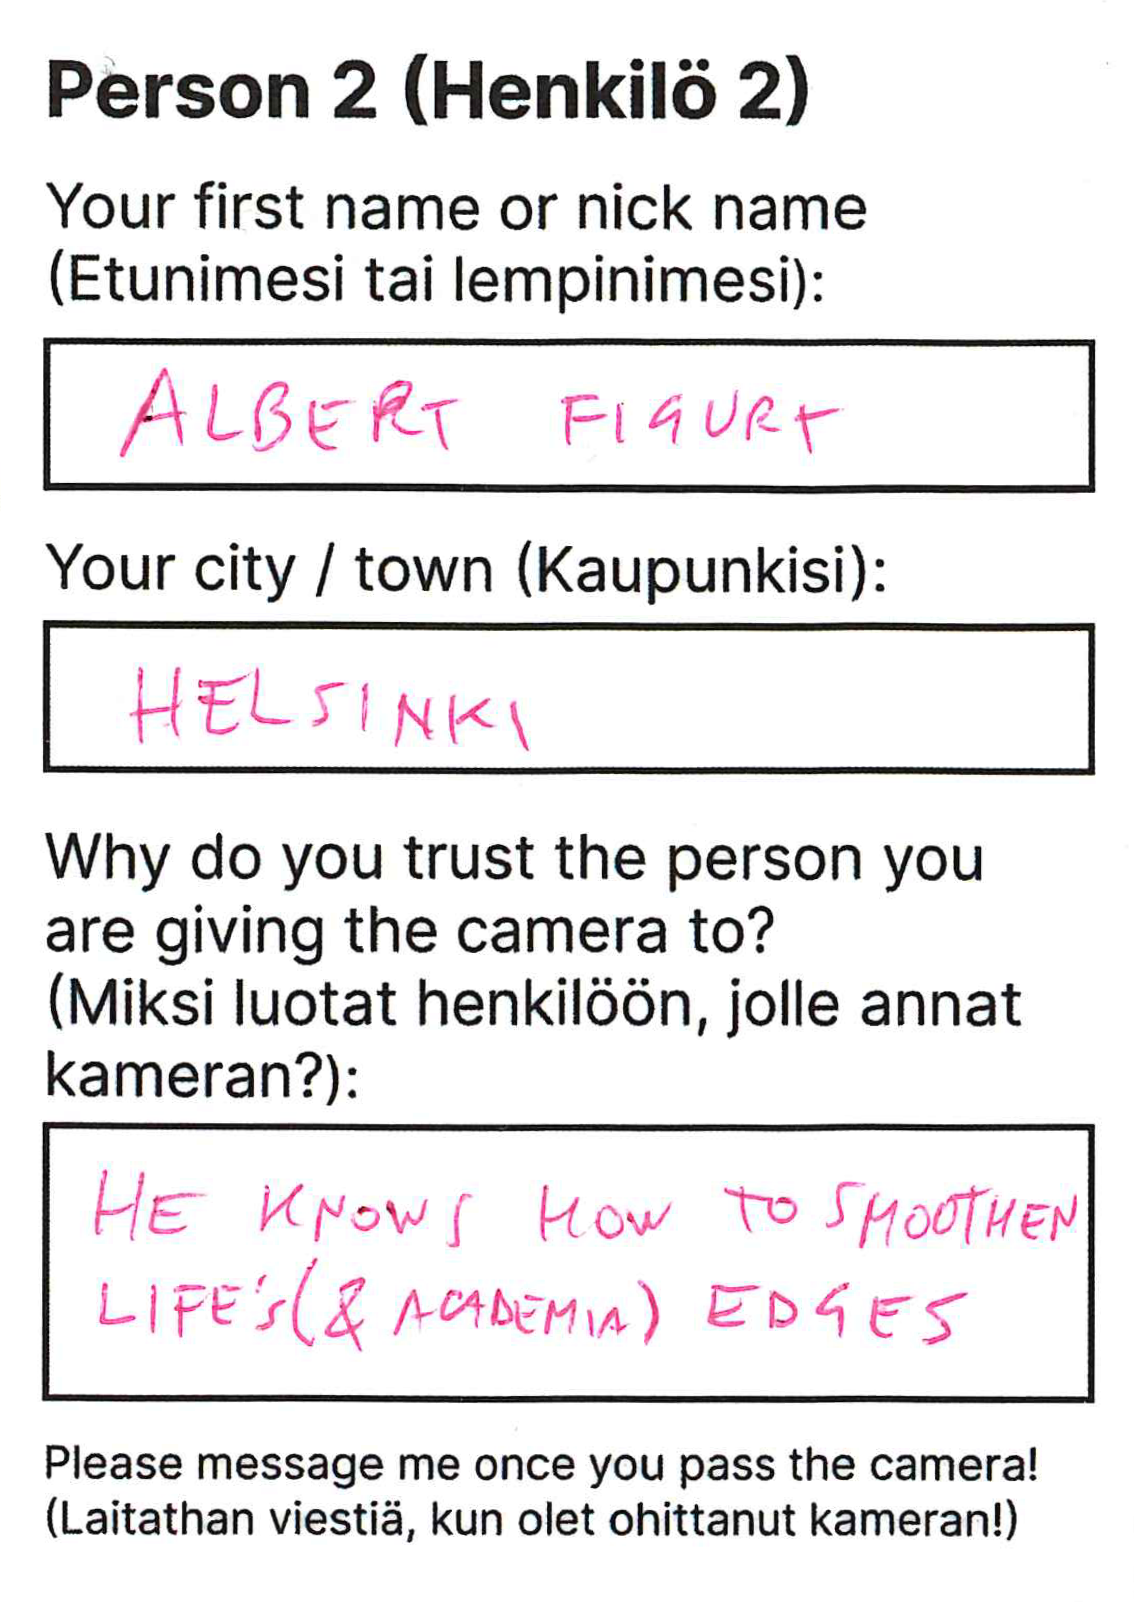 Person 2 (Henkilö 2)
Your first name or nick name
(Etunimesi tai lempinimesi):
ALBERT FIGURT
Your city / town (Kaupunkisi):
HELSINKI
Why do you trust the person you
are giving the camera to?
(Miksi luotat henkilöön, jolle annat
kameran?):
HE KNOWS HOW TO SMOOTHEN
LIFE's (& ACADEMIA) EDGES
Please message me once you pass the camera!
(Laitathan viestiä, kun olet ohittanut kameran!)